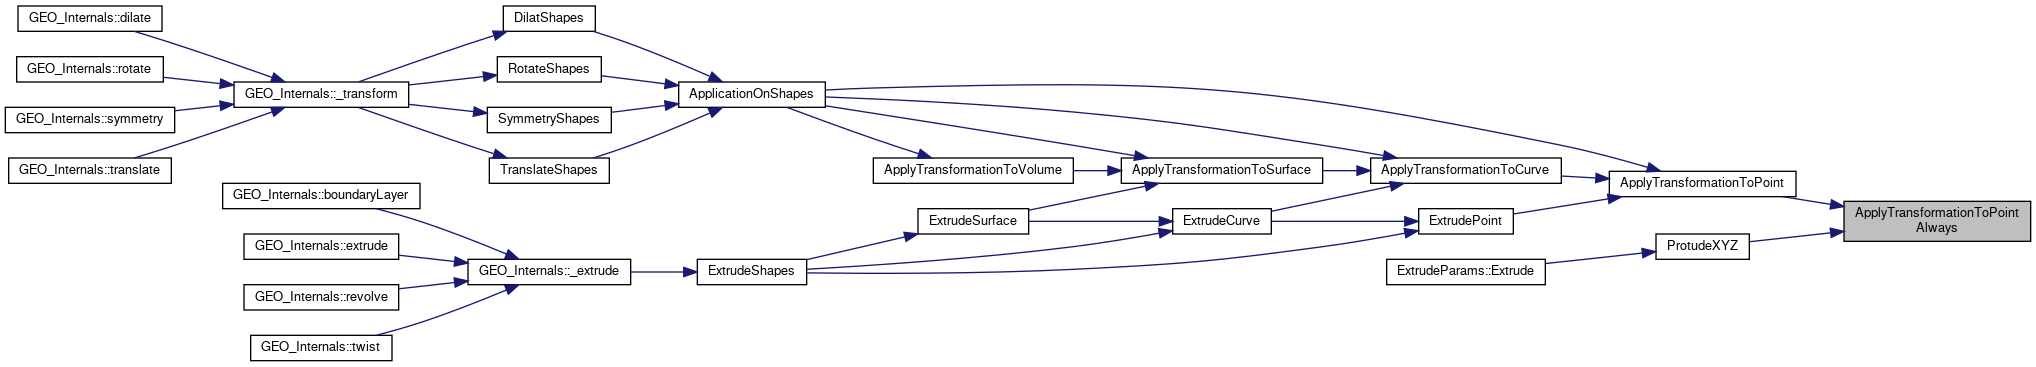 GEO_Internals::dilate
GEO_Internals::rotate
GEO_Internals::symmetry
GEO_Internals::translate
GEO_Internals::_transform
GEO_Internals::boundaryLayer
GEO_Internals::extrude
GEO_Internals::revolve
GEO_Internals::twist
DilatShapes
RotateShapes
SymmetryShapes
TranslateShapes
GEO_Internals::_extrude
ApplicationOnShapes
ExtrudeShapes
ApplyTransformationToVolume
ExtrudeSurface
ApplyTransformationToSurface
ExtrudeCurve
ApplyTransformationToCurve
ExtrudePoint
ExtrudeParams::Extrude
ApplyTransformationToPoint
ProtudeXYZ
ApplyTransformationToPoint
Always